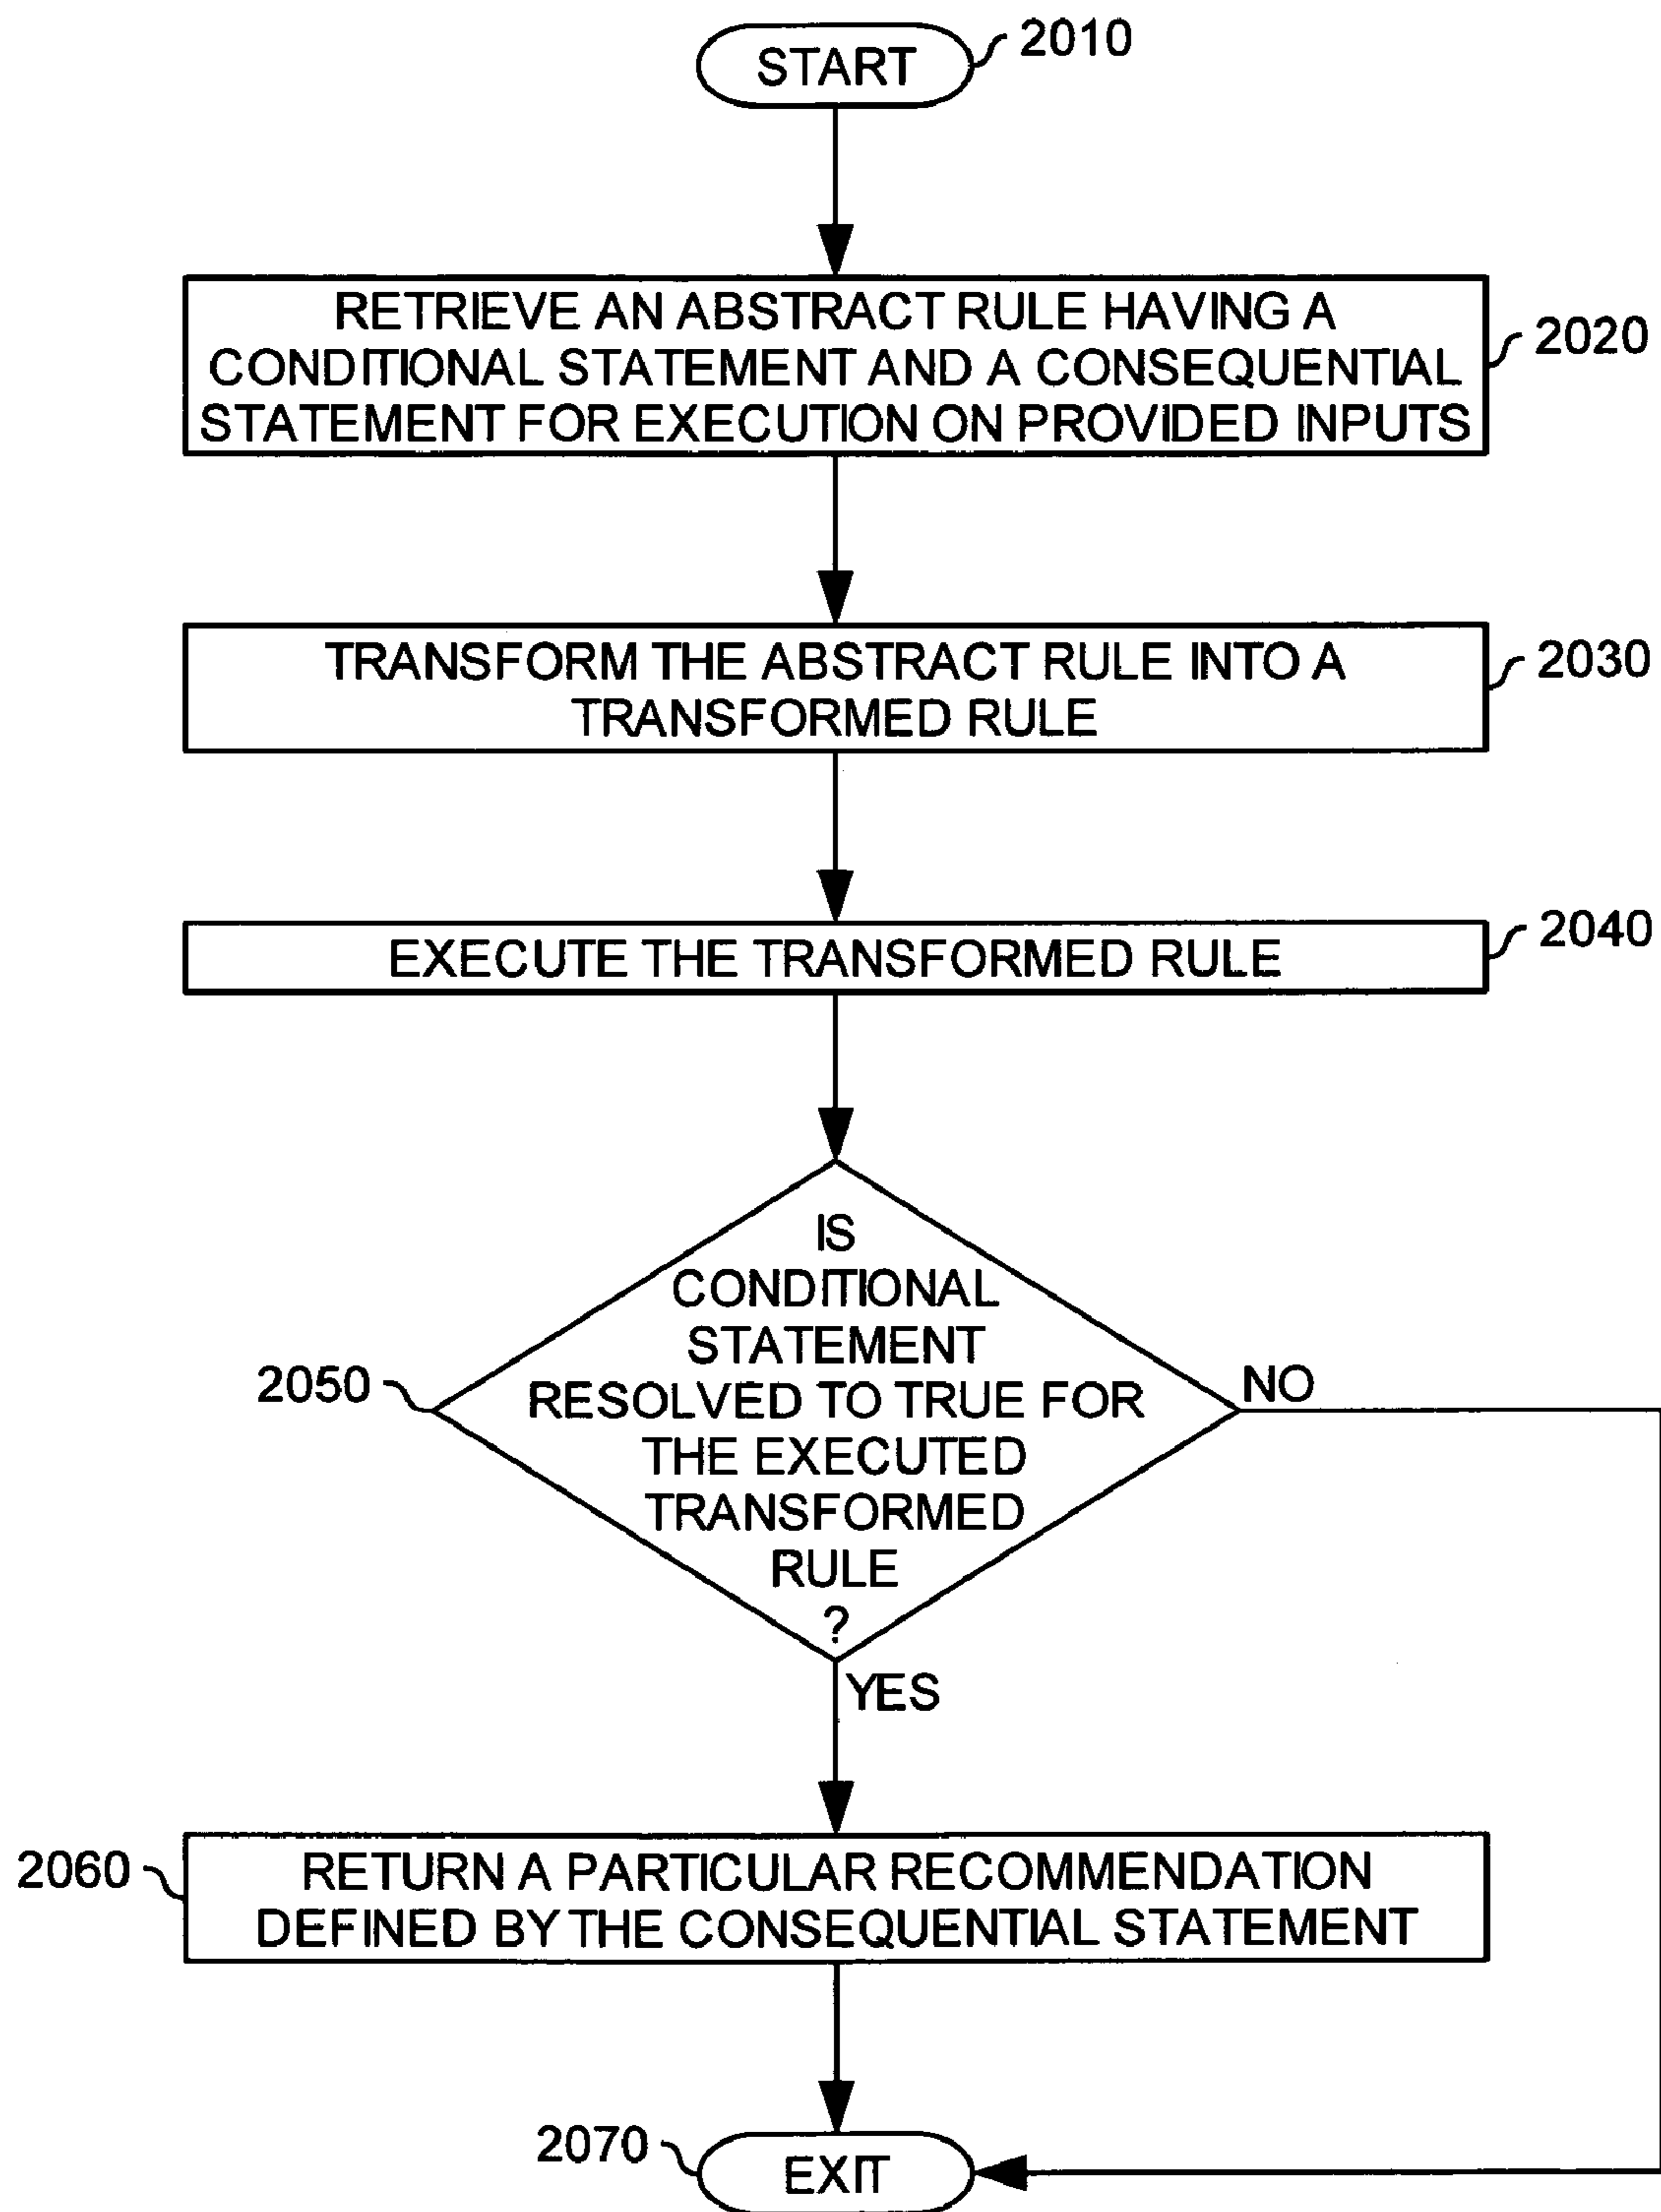 START
2010
RETRIEVE AN ABSTRACT RULE HAVING A
CONDITIONAL STATEMENT AND A CONSEQUENTIAL
STATEMENT FOR EXECUTION ON PROVIDED INPUTS
2020
TRANSFORM THE ABSTRACT RULE INTO A
TRANSFORMED RULE
2030
EXECUTE THE TRANSFORMED RULE
2040
IS
CONDITIONAL
STATEMENT
RESOLVED TO TRUE FOR
THE EXECUTED
TRANSFORMED
RULE
?
2050
NO
YES
2060
RETURN A PARTICULAR RECOMMENDATION
DEFINED BY THE CONSEQUENTIAL STATEMENT
2070
EXIT